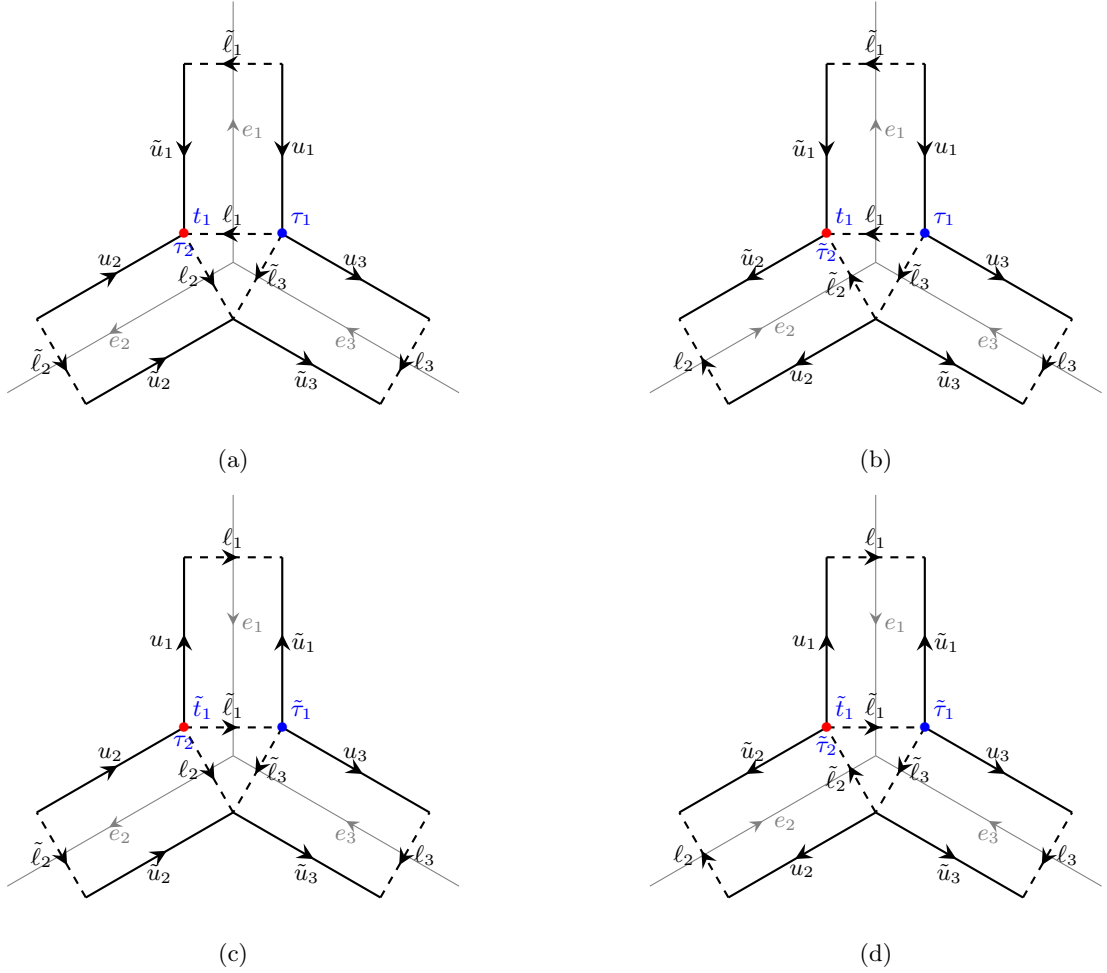 ℓ̃₁
e₁
ũ₁ u₁
t₁ ℓ₁ τ₁
τ₂
u₂ u₃
ℓ₂ ℓ̃₃
e₂ e₃
ℓ̃₂ ℓ₃
ũ₂ ũ₃
(a)
ℓ̃₁
e₁
ũ₁ u₁
t₁ ℓ₁ τ₁
τ̃₂
ũ₂ u₃
ℓ̃₂ ℓ̃₃
e₂ e₃
ℓ₂ ℓ₃
u₂ ũ₃
(b)
ℓ₁
e₁
u₁ ũ₁
t̃₁ ℓ̃₁ τ̃₁
τ₂
u₂ u₃
ℓ₂ ℓ̃₃
e₂ e₃
ℓ̃₂ ℓ₃
ũ₂ ũ₃
(c)
ℓ₁
e₁
u₁ ũ₁
t̃₁ ℓ̃₁ τ̃₁
τ̃₂
ũ₂ u₃
ℓ̃₂ ℓ̃₃
e₂ e₃
ℓ₂ ℓ₃
u₂ ũ₃
(d)